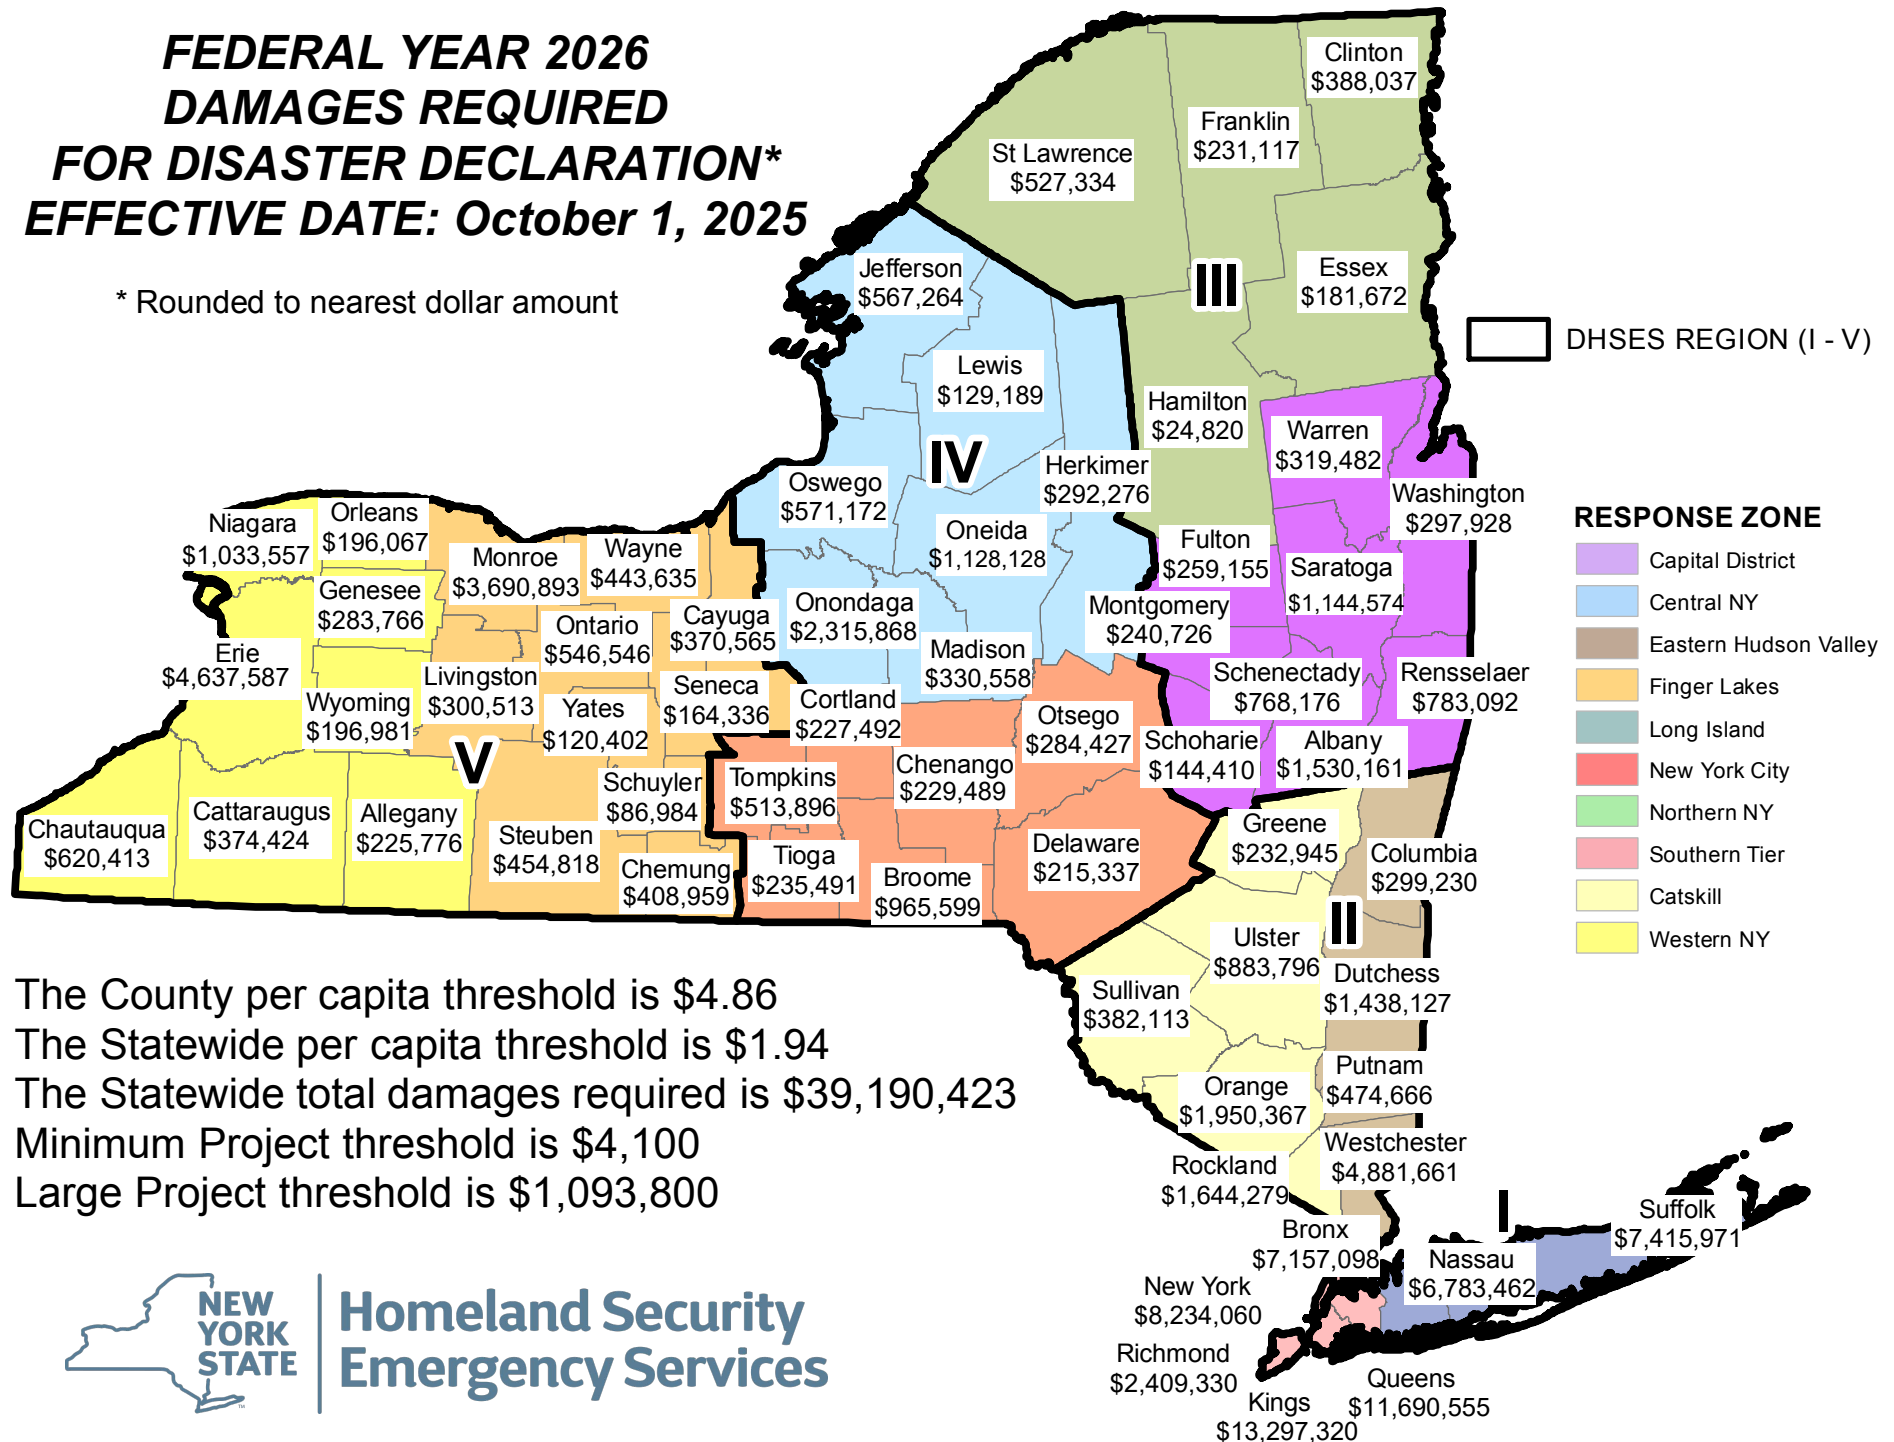 FEDERAL YEAR 2026
DAMAGES REQUIRED
FOR DISASTER DECLARATION*
EFFECTIVE DATE: October 1, 2025
* Rounded to nearest dollar amount
Clinton
$388,037
Franklin
$231,117
St Lawrence
$527,334
Essex
$181,672
III
Hamilton
$24,820
DHSES REGION (I - V)
Jefferson
$567,264
Lewis
$129,189
IV
Herkimer
$292,276
Oswego
$571,172
Oneida
$1,128,128
Onondaga
$2,315,868
Madison
$330,558
Cortland
$227,492
Warren
$319,482
Washington
$297,928
Fulton
$259,155
Saratoga
$1,144,574
Montgomery
$240,726
Schenectady
$768,176
Rensselaer
$783,092
Schoharie
$144,410
Albany
$1,530,161
Niagara
$1,033,557
Orleans
$196,067
Genesee
$283,766
Erie
$4,637,587
Wyoming
$196,981
Chautauqua
$620,413
Cattaraugus
$374,424
Allegany
$225,776
Monroe
$3,690,893
Wayne
$443,635
Cayuga
$370,565
Ontario
$546,546
Livingston
$300,513
Seneca
$164,336
Yates
$120,402
V
Schuyler
$86,984
Steuben
$454,818
Chemung
$408,959
Tompkins
$513,896
Chenango
$229,489
Otsego
$284,427
Tioga
$235,491
Broome
$965,599
Delaware
$215,337
Greene
$232,945
Columbia
$299,230
II
Ulster
$883,796
Dutchess
$1,438,127
Sullivan
$382,113
Putnam
$474,666
Orange
$1,950,367
Westchester
$4,881,661
Rockland
$1,644,279
I
Bronx
$7,157,098
Nassau
$6,783,462
Suffolk
$7,415,971
New York
$8,234,060
Richmond
$2,409,330
Kings
$13,297,320
Queens
$11,690,555
RESPONSE ZONE
Capital District
Central NY
Eastern Hudson Valley
Finger Lakes
Long Island
New York City
Northern NY
Southern Tier
Catskill
Western NY
The County per capita threshold is $4.86
The Statewide per capita threshold is $1.94
The Statewide total damages required is $39,190,423
Minimum Project threshold is $4,100
Large Project threshold is $1,093,800
NEW
YORK
STATE
™
Homeland Security
Emergency Services